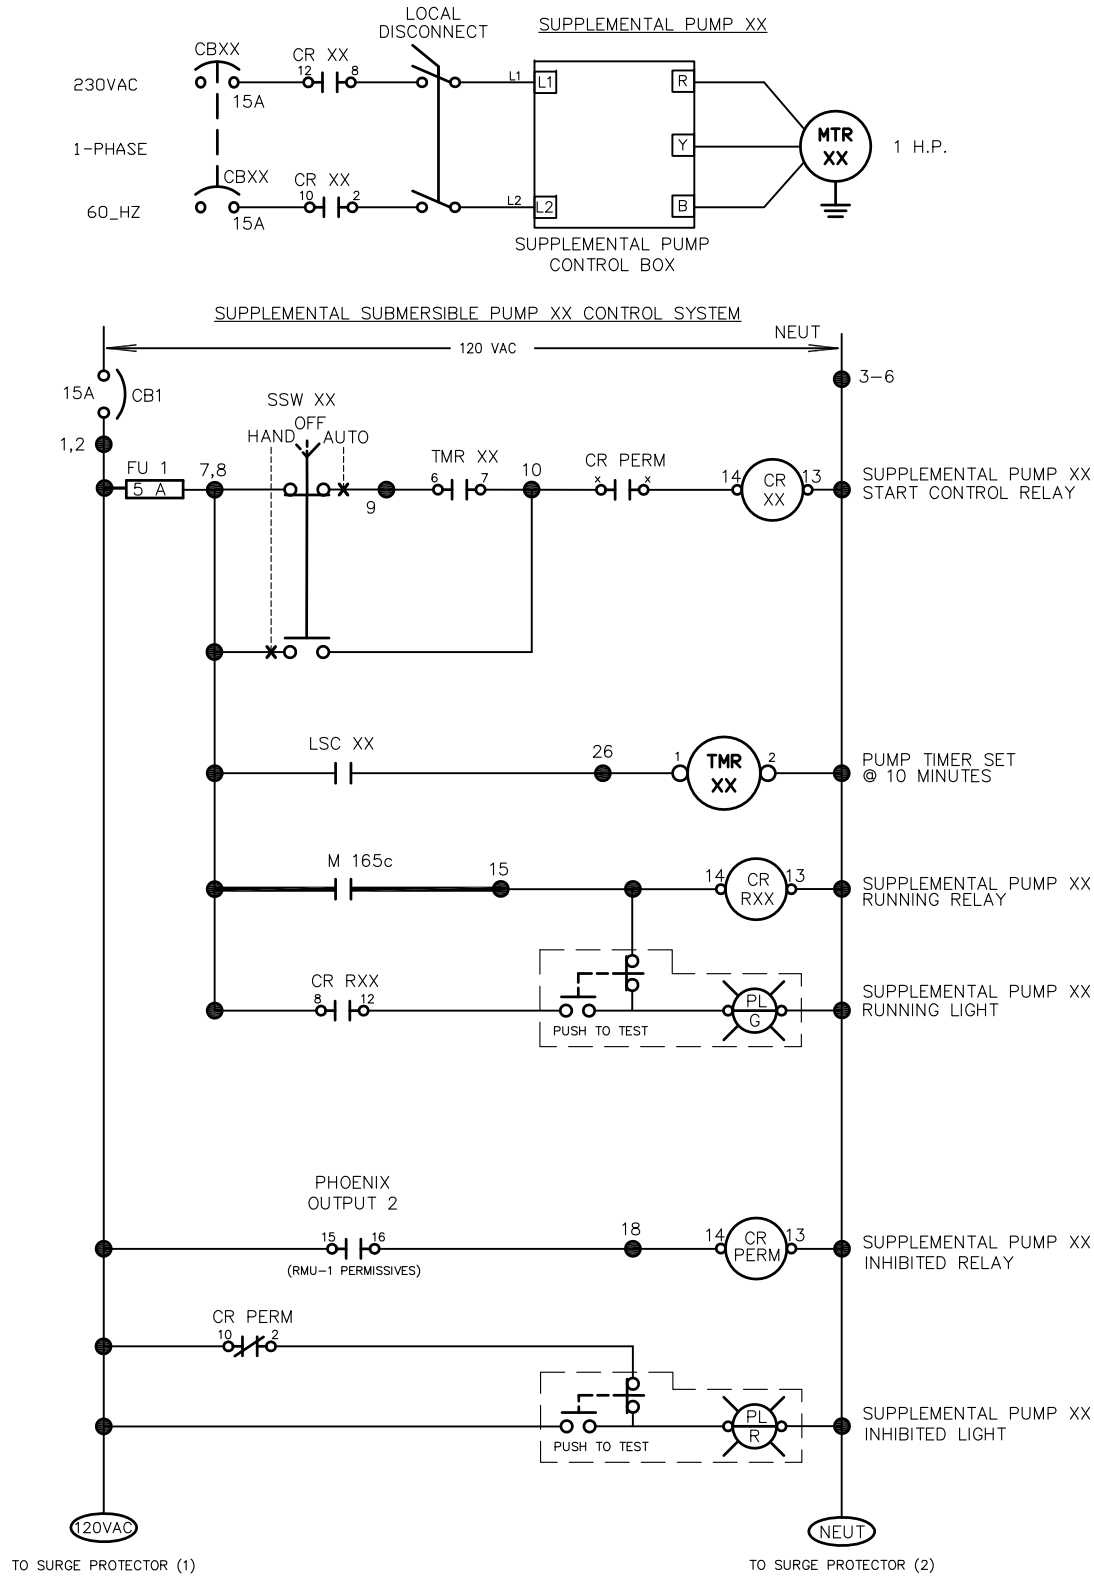 LOCAL
DISCONNECT
SUPPLEMENTAL PUMP XX
CBXX
CR XX
12 8
L1
L1
R
230VAC
15A
MTR
XX
1-PHASE
Y
1 H.P.
CBXX
CR XX
10 2
L2
L2
B
60_HZ
15A
SUPPLEMENTAL PUMP
CONTROL BOX
SUPPLEMENTAL SUBMERSIBLE PUMP XX CONTROL SYSTEM
NEUT
120 VAC
3-6
15A
CB1
SSW XX
OFF
HAND
AUTO
1,2
FU 1
5 A
7,8
9
TMR XX
6 7
10
CR PERM
x x
14
CR
XX
13
SUPPLEMENTAL PUMP XX
START CONTROL RELAY
LSC XX
26
1
TMR
XX
2
PUMP TIMER SET
@ 10 MINUTES
M 165c
15
14
CR
RXX
13
SUPPLEMENTAL PUMP XX
RUNNING RELAY
CR RXX
8 12
PUSH TO TEST
PL
G
SUPPLEMENTAL PUMP XX
RUNNING LIGHT
PHOENIX
OUTPUT 2
15 16
(RMU-1 PERMISSIVES)
18
14
CR
PERM
13
SUPPLEMENTAL PUMP XX
INHIBITED RELAY
CR PERM
10 2
PUSH TO TEST
PL
R
SUPPLEMENTAL PUMP XX
INHIBITED LIGHT
120VAC
NEUT
TO SURGE PROTECTOR (1)
TO SURGE PROTECTOR (2)